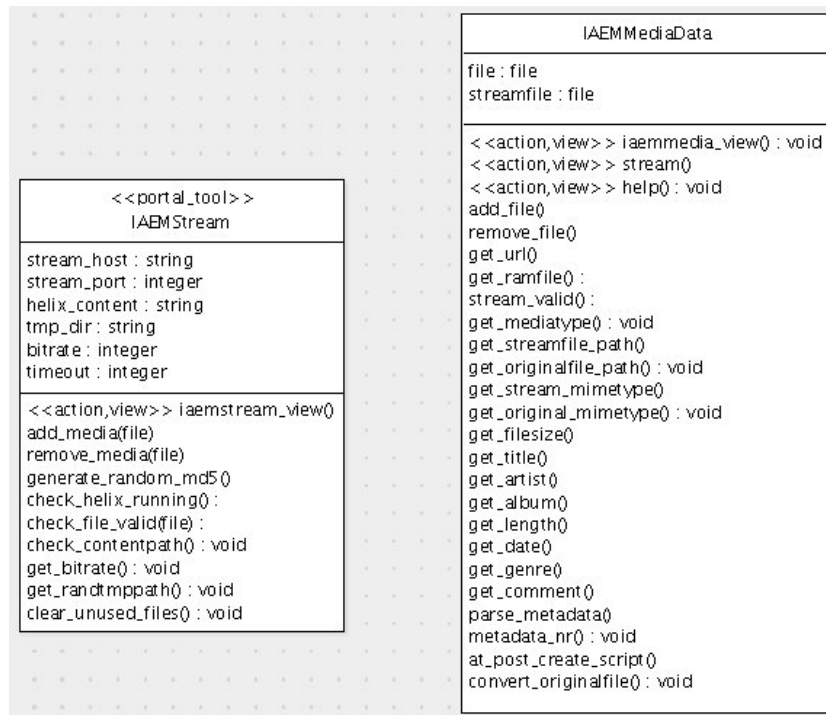 <<portal_tool>>
IAEMStream
stream_host : string
stream_port : integer
helix_content : string
tmp_dir : string
bitrate : integer
timeout : integer
<<action,view>> iaemstream_view()
add_media(file)
remove_media(file)
generate_random_md5()
check_helix_running() :
check_file_valid(file) :
check_contentpath() : void
get_bitrate() : void
get_randtmppath() : void
clear_unused_files() : void
IAEMMediaData
file : file
streamfile : file
<<action,view>> iaemmedia_view() : void
<<action,view>> stream()
<<action,view>> help() : void
add_file()
remove_file()
get_url()
get_ramfile() :
stream_valid() :
get_mediatype() : void
get_streamfile_path()
get_originalfile_path() : void
get_stream_mimetype()
get_original_mimetype() : void
get_filesize()
get_title()
get_artist()
get_album()
get_length()
get_date()
get_genre()
get_comment()
parse_metadata()
metadata_nr() : void
at_post_create_script()
convert_originalfile() : void